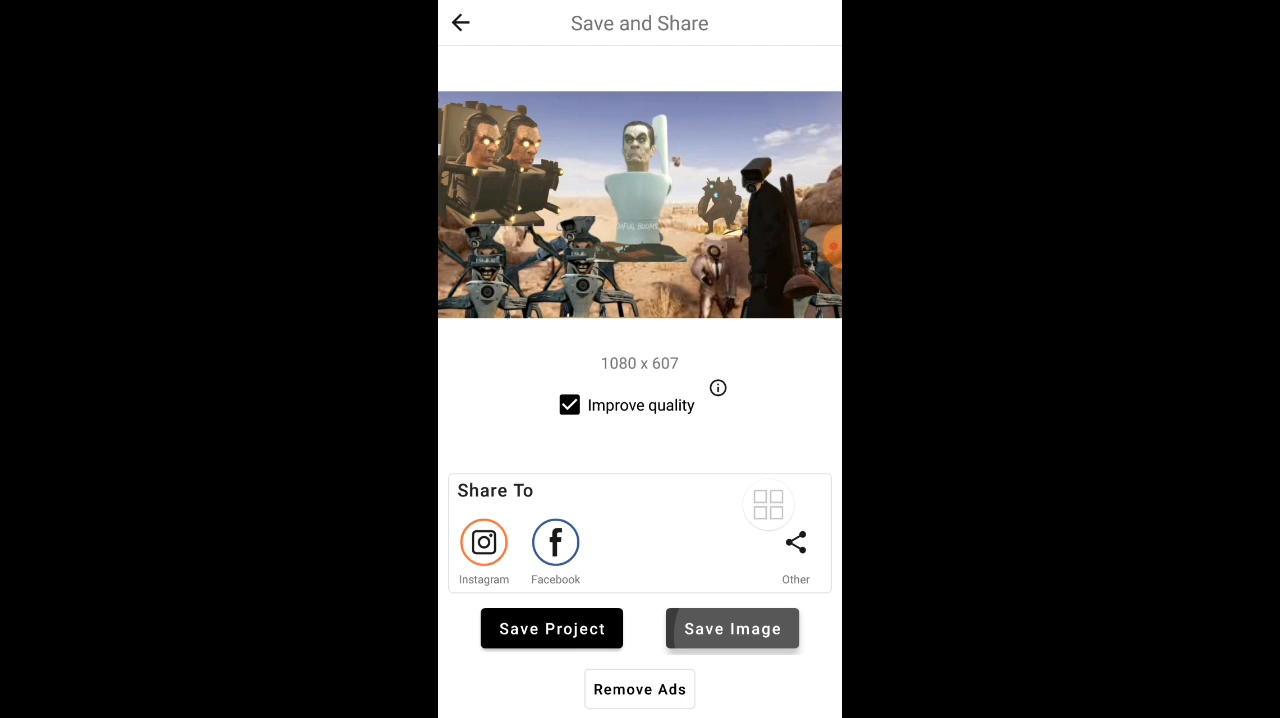 Save and Share
1080 x 607
Improve quality
Share To
Instagram
Facebook
Other
Save Project
Save Image
Remove Ads